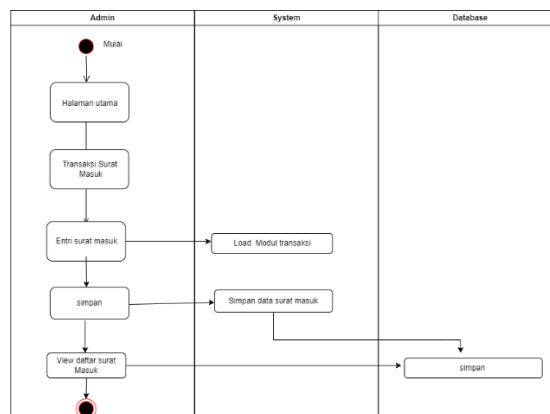 Admin
System
Database
Mulai
Halaman utama
Transaksi Surat
Masuk
Entri surat masuk
Load Modul transaksi
simpan
Simpan data surat masuk
View daftar surat
Masuk
simpan